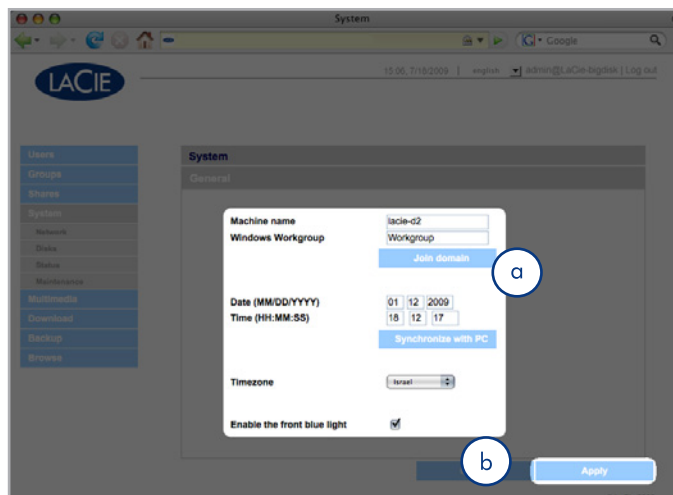 System
Google
LACIE
15:06, 7/18/2009 | english admin@LaCie-bigdisk | Log out
Users
Groups
Shares
System
Network
Disks
Status
Maintenance
Multimedia
Download
Backup
Browse
System
General
Machine name lacie-d2
Windows Workgroup Workgroup
Join domain
a
Date (MM/DD/YYYY) 01 12 2009
Time (HH:MM:SS) 18 12 17
Synchronize with PC
Timezone Israel
Enable the front blue light
b
Apply